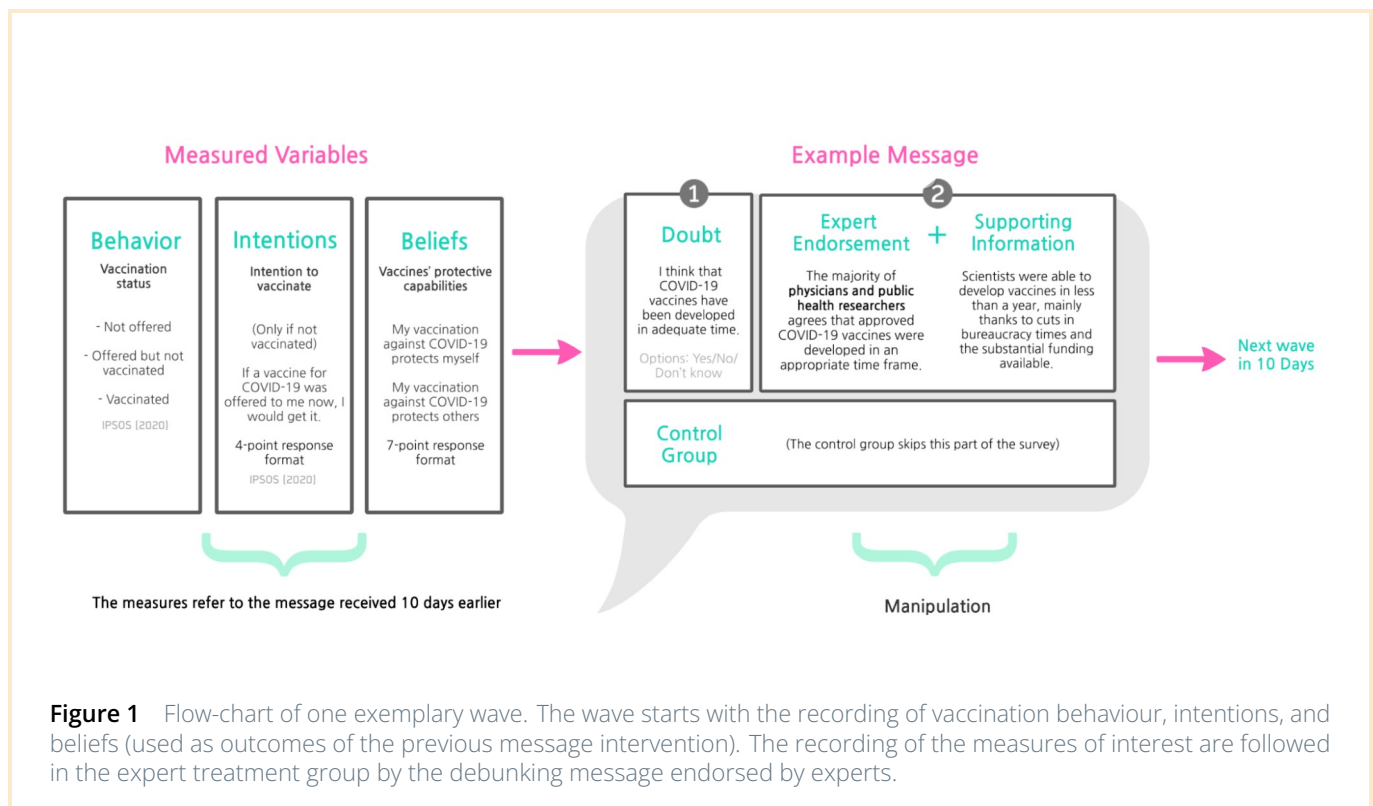 Measured Variables
Behavior
Vaccination
status
- Not offered
- Offered but not
vaccinated
- Vaccinated
IPSOS [2020]
Intentions
Intention to
vaccinate
(Only if not
vaccinated)
If a vaccine for
COVID-19 was
offered to me now, I
would get it.
4-point response
format
IPSOS [2020]
Beliefs
Vaccines' protective
capabilities
My vaccination
against COVID-19
protects myself
My vaccination
against COVID-19
protects others
7-point response
format
The measures refer to the message received 10 days earlier
Example Message
1
Doubt
I think that
COVID-19
vaccines have
been developed
in adequate time.
Options: Yes/No/
Don't know
2
Expert
Endorsement
The majority of
physicians and public
health researchers
agrees that approved
COVID-19 vaccines were
developed in an
appropriate time frame.
+
Supporting
Information
Scientists were able to
develop vaccines in less
than a year, mainly
thanks to cuts in
bureaucracy times and
the substantial funding
available.
Control
Group
(The control group skips this part of the survey)
Manipulation
Next wave
in 10 Days
Figure 1 Flow-chart of one exemplary wave. The wave starts with the recording of vaccination behaviour, intentions, and
beliefs (used as outcomes of the previous message intervention). The recording of the measures of interest are followed
in the expert treatment group by the debunking message endorsed by experts.